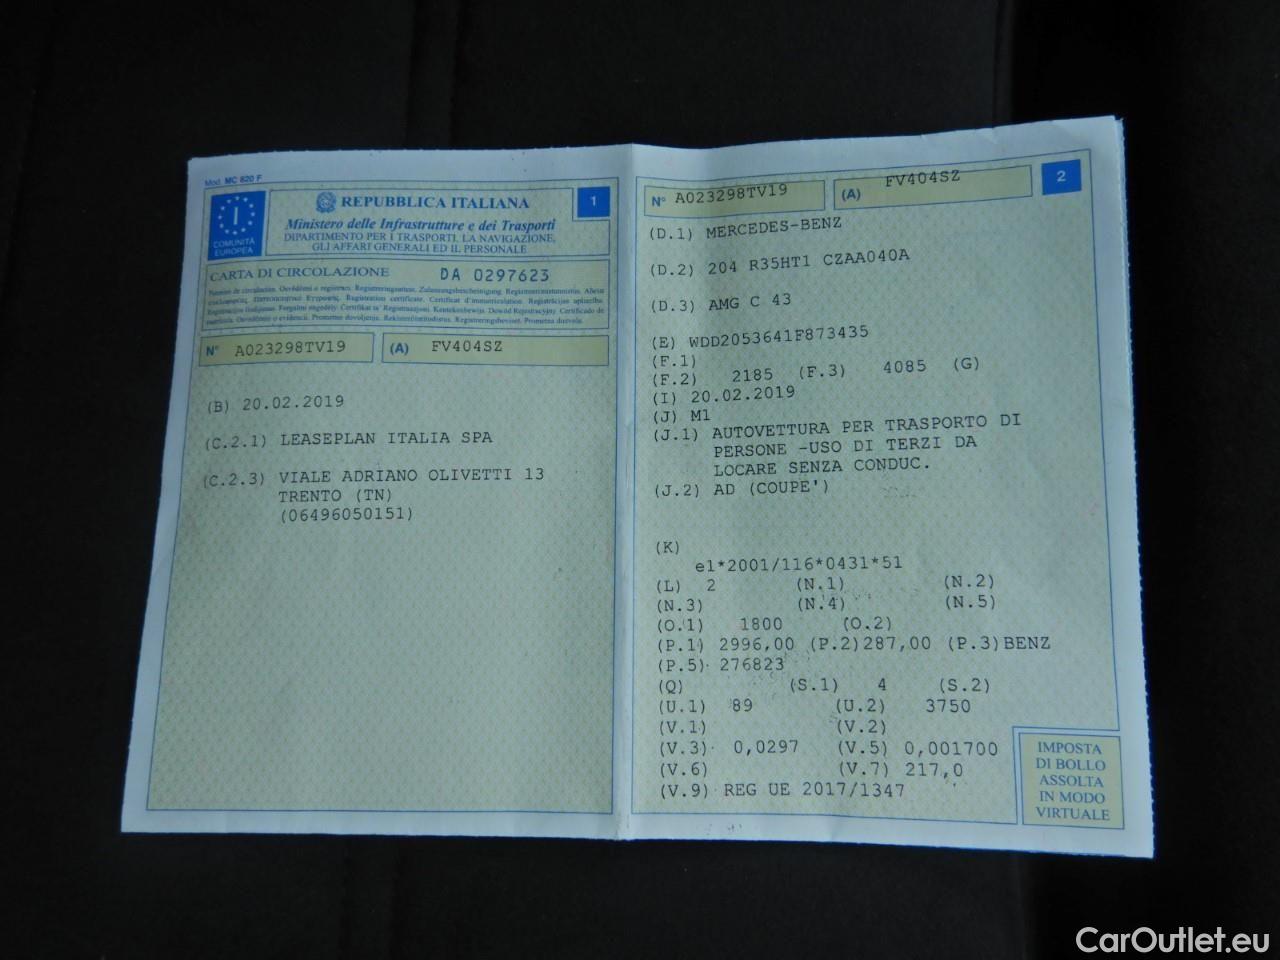 Mod. MC 820 F
I
COMUNITÀ
EUROPEA
REPUBBLICA ITALIANA
Ministero delle Infrastrutture e dei Trasporti
DIPARTIMENTO PER I TRASPORTI, LA NAVIGAZIONE,
GLI AFFARI GENERALI ED IL PERSONALE
1
CARTA DI CIRCOLAZIONE DA 0297623
N° A023298TV19 (A) FV404SZ
(B) 20.02.2019
(C.2.1) LEASEPLAN ITALIA SPA
(C.2.3) VIALE ADRIANO OLIVETTI 13
TRENTO (TN)
(06496050151)
N° A023298TV19 (A) FV404SZ
2
(D.1) MERCEDES-BENZ
(D.2) 204 R35HT1 CZAA040A
(D.3) AMG C 43
(E) WDD2053641F873435
(F.1)
(F.2) 2185 (F.3) 4085 (G)
(I) 20.02.2019
(J) M1
(J.1) AUTOVETTURA PER TRASPORTO DI
PERSONE -USO DI TERZI DA
LOCARE SENZA CONDUC.
(J.2) AD (COUPE')
(K)
e1*2001/116*0431*51
(L) 2 (N.1) (N.2)
(N.3) (N.4) (N.5)
(O.1) 1800 (O.2)
(P.1) 2996,00 (P.2)287,00 (P.3)BENZ
(P.5) 276823
(Q) (S.1) 4 (S.2)
(U.1) 89 (U.2) 3750
(V.1) (V.2)
(V.3) 0,0297 (V.5) 0,001700
(V.6) (V.7) 217,0
(V.9) REG UE 2017/1347
IMPOSTA
DI BOLLO
ASSOLTA
IN MODO
VIRTUALE
CarOutlet.eu